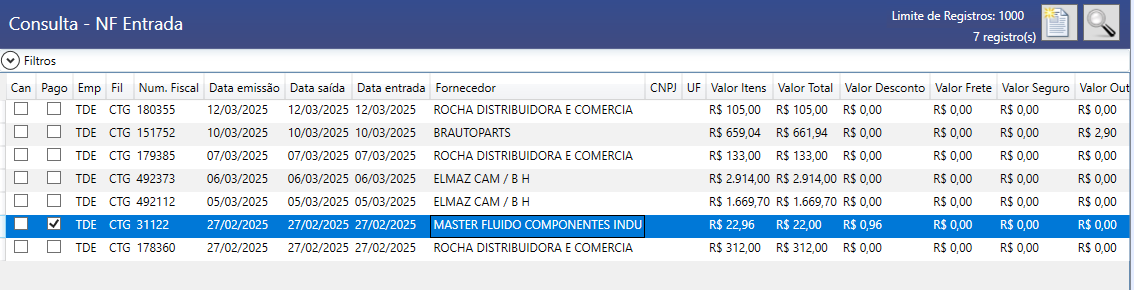 Consulta - NF Entrada
Limite de Registros: 1000
7 registro(s)
Filtros
Can Pago Emp Fil Num. Fiscal Data emissão Data saída Data entrada Fornecedor CNPJ UF Valor Itens Valor Total Valor Desconto Valor Frete Valor Seguro Valor Out
TDE CTG 180355 12/03/2025 12/03/2025 12/03/2025 ROCHA DISTRIBUIDORA E COMERCIA R$ 105,00 R$ 105,00 R$ 0,00 R$ 0,00 R$ 0,00 R$ 0,00
TDE CTG 151752 10/03/2025 10/03/2025 10/03/2025 BRAUTOPARTS R$ 659,04 R$ 661,94 R$ 0,00 R$ 0,00 R$ 0,00 R$ 2,90
TDE CTG 179385 07/03/2025 07/03/2025 07/03/2025 ROCHA DISTRIBUIDORA E COMERCIA R$ 133,00 R$ 133,00 R$ 0,00 R$ 0,00 R$ 0,00 R$ 0,00
TDE CTG 492373 06/03/2025 06/03/2025 06/03/2025 ELMAZ CAM / B H R$ 2.914,00 R$ 2.914,00 R$ 0,00 R$ 0,00 R$ 0,00 R$ 0,00
TDE CTG 492112 05/03/2025 05/03/2025 05/03/2025 ELMAZ CAM / B H R$ 1.669,70 R$ 1.669,70 R$ 0,00 R$ 0,00 R$ 0,00 R$ 0,00
TDE CTG 31122 27/02/2025 27/02/2025 27/02/2025 MASTER FLUIDO COMPONENTES INDU R$ 22,96 R$ 22,00 R$ 0,96 R$ 0,00 R$ 0,00 R$ 0,00
TDE CTG 178360 27/02/2025 27/02/2025 27/02/2025 ROCHA DISTRIBUIDORA E COMERCIA R$ 312,00 R$ 312,00 R$ 0,00 R$ 0,00 R$ 0,00 R$ 0,00